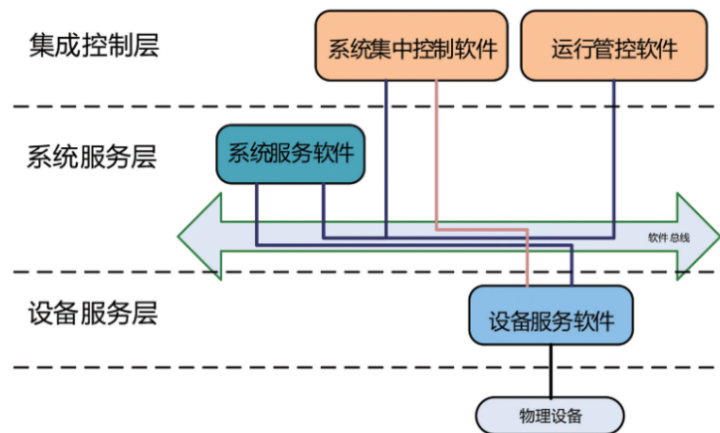 集成控制层
系统集中控制软件
运行管控软件
系统服务层
系统服务软件
软件总线
设备服务层
设备服务软件
物理设备